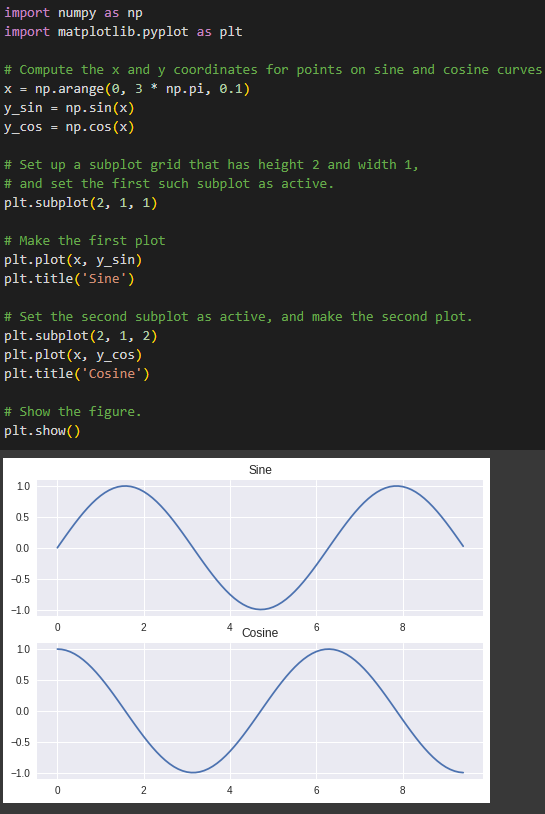 import numpy as np
import matplotlib.pyplot as plt
# Compute the x and y coordinates for points on sine and cosine curves
x = np.arange(0, 3 * np.pi, 0.1)
y_sin = np.sin(x)
y_cos = np.cos(x)
# Set up a subplot grid that has height 2 and width 1,
# and set the first such subplot as active.
plt.subplot(2, 1, 1)
# Make the first plot
plt.plot(x, y_sin)
plt.title('Sine')
# Set the second subplot as active, and make the second plot.
plt.subplot(2, 1, 2)
plt.plot(x, y_cos)
plt.title('Cosine')
# Show the figure.
plt.show()
Sine
1.0
0.5
0.0
−0.5
−1.0
0 2 4 6 8
Cosine
1.0
0.5
0.0
−0.5
−1.0
0 2 4 6 8